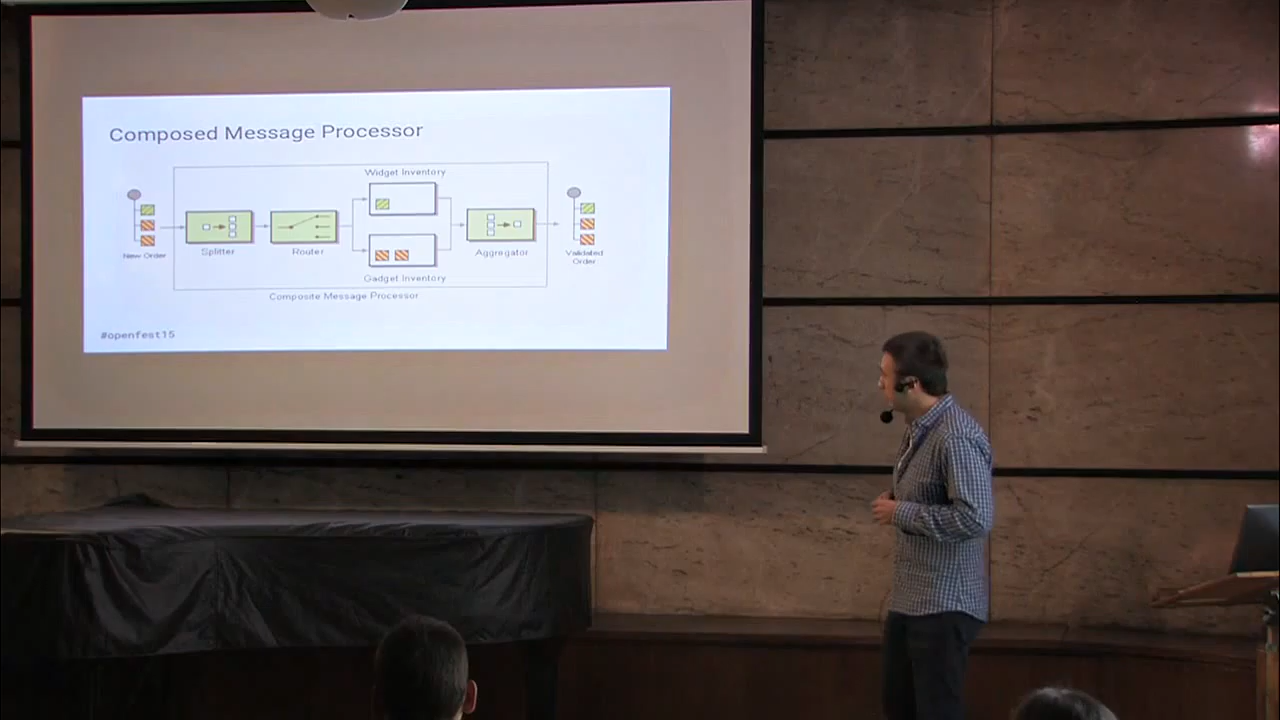 Composed Message Processor
Widget Inventory
New Order
Splitter
Router
Aggregator
Validated
Order
Gadget Inventory
Composite Message Processor
#openfest15